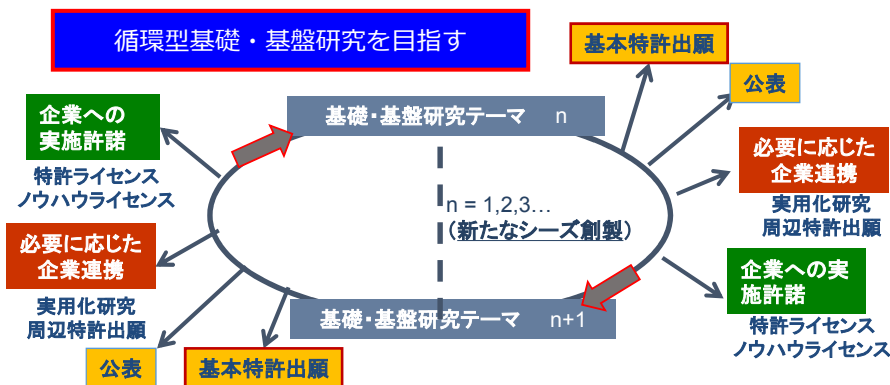 循環型基礎・基盤研究を目指す
基本特許出願
公表
企業への
実施許諾
特許ライセンス
ノウハウライセンス
基礎・基盤研究テーマ n
必要に応じた
企業連携
実用化研究
周辺特許出願
n = 1,2,3…
（新たなシーズ創製）
必要に応じた
企業連携
実用化研究
周辺特許出願
企業への実
施許諾
特許ライセンス
ノウハウライセンス
基礎・基盤研究テーマ n+1
公表
基本特許出願